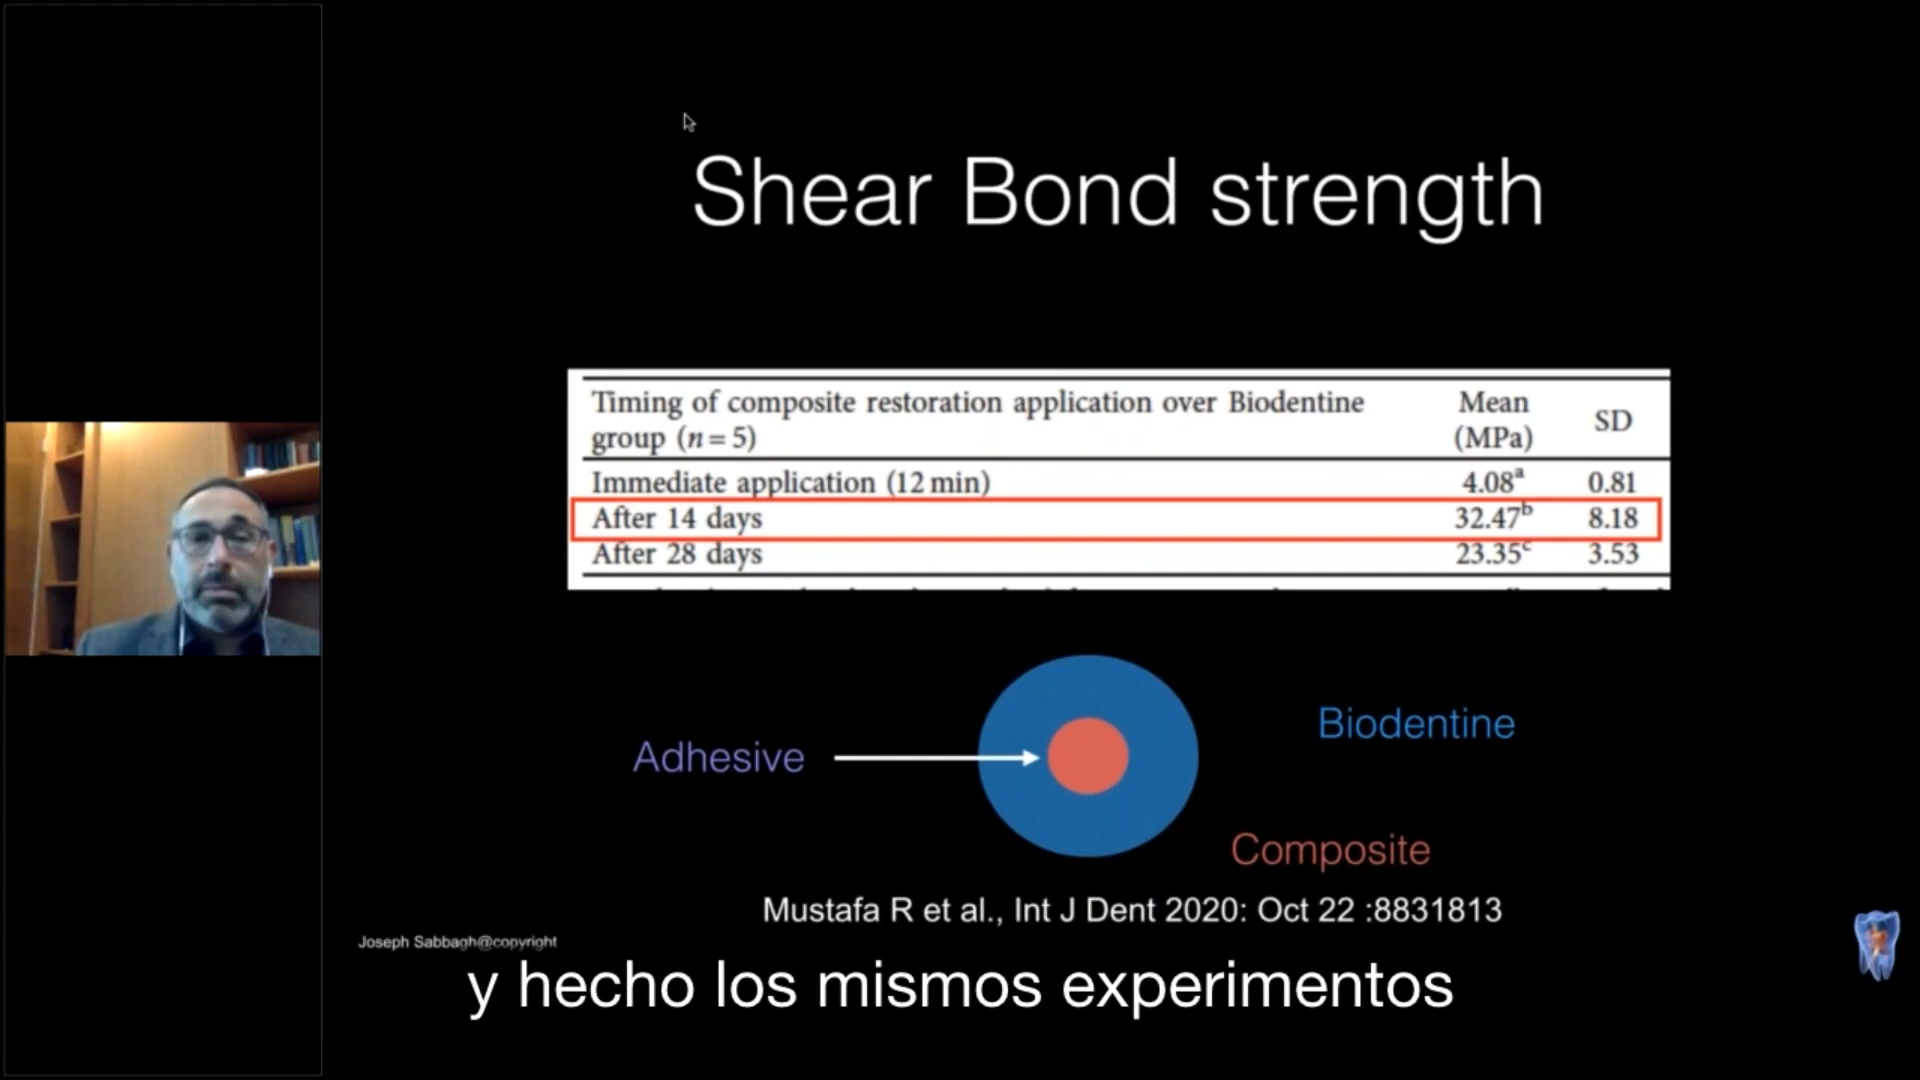 Shear Bond strength
Timing of composite restoration application over Biodentine group (n = 5) Mean (MPa) SD
Immediate application (12 min) 4.08ᵃ 0.81
After 14 days 32.47ᵇ 8.18
After 28 days 23.35ᶜ 3.53
Biodentine
Adhesive
Composite
Mustafa R et al., Int J Dent 2020: Oct 22 :8831813
Joseph Sabbagh@copyright
y hecho los mismos experimentos